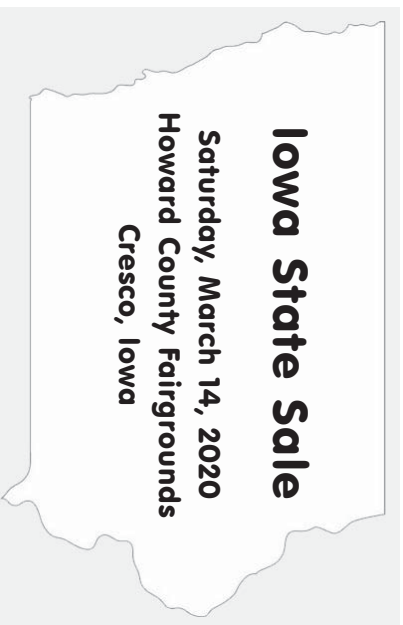 Iowa State Sale
Saturday, March 14, 2020
Howard County Fairgrounds
Cresco, Iowa